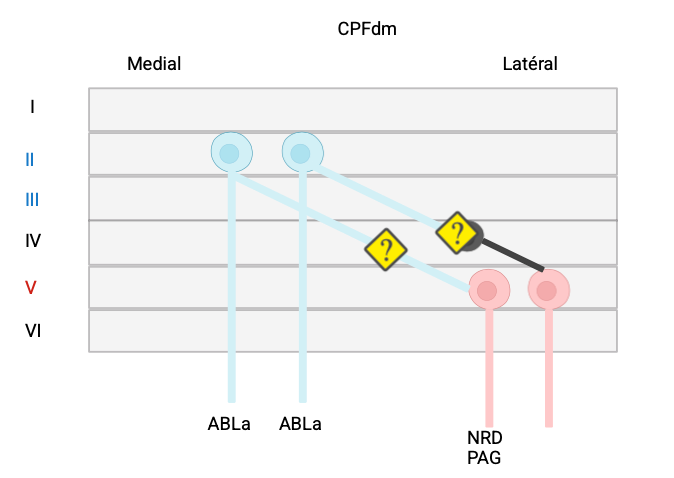 CPFdm
Medial Latéral
I
II
III
IV
V
VI
?
?
ABLa ABLa
NRD
PAG